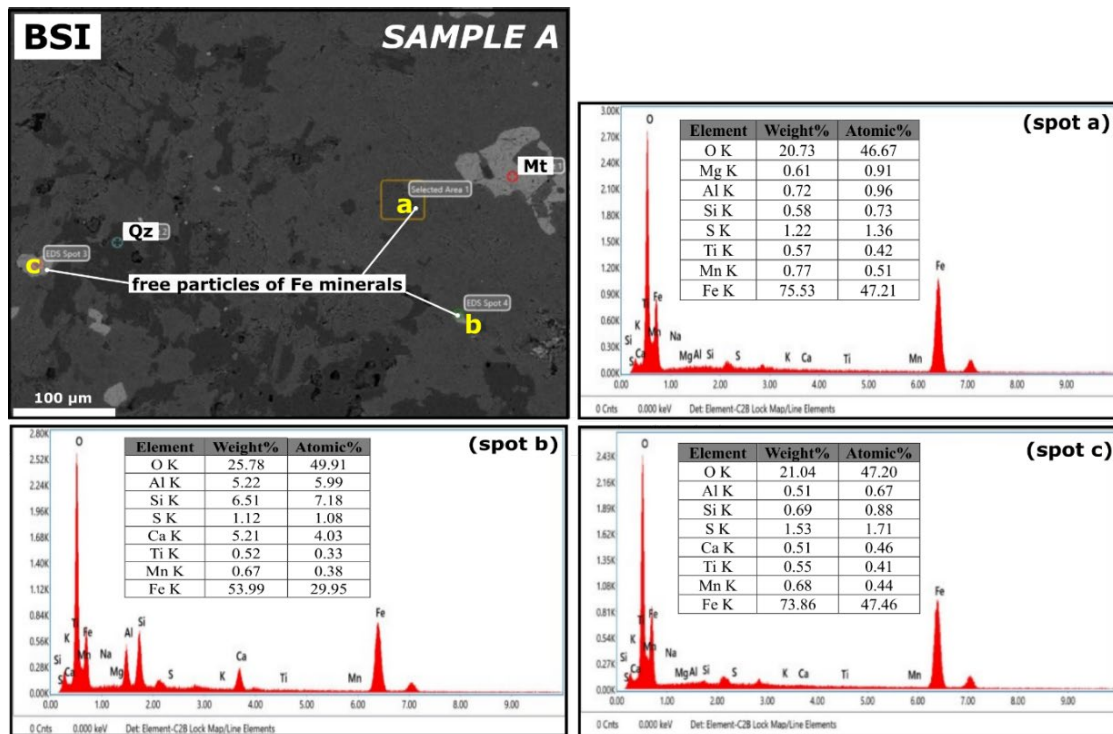 BSI
SAMPLE A
Mt
Selected Area 1
a
Qz
EDS Spot 3
c
free particles of Fe minerals
EDS Spot 4
b
100 µm
(spot a)
3.00K
2.70K
2.40K
2.10K
1.80K
1.50K
1.20K
0.90K
0.60K
0.30K
0.00K
O
Element Weight% Atomic%
O K 20.73 46.67
Mg K 0.61 0.91
Al K 0.72 0.96
Si K 0.58 0.73
S K 1.22 1.36
Ti K 0.57 0.42
Mn K 0.77 0.51
Fe K 75.53 47.21
Fe
Fe
K
Si
Mn
Na
Ca
S
Mg Al Si S K Ca Ti Mn
0.00 1.00 2.00 3.00 4.00 5.00 6.00 7.00 8.00 9.00
0 Cnts 0.000 keV Det: Element-C2B Lock Map/Line Elements
(spot b)
2.80K
2.52K
2.24K
1.96K
1.68K
1.40K
1.12K
0.84K
0.56K
0.28K
0.00K
O
Element Weight% Atomic%
O K 25.78 49.91
Al K 5.22 5.99
Si K 6.51 7.18
S K 1.12 1.08
Ca K 5.21 4.03
Ti K 0.52 0.33
Mn K 0.67 0.38
Fe K 53.99 29.95
Fe
Ti
K
Fe
Al
Si
Si
Mn
Na
Ca
Ca
S
Mg
S K Ti Mn
0.00 1.00 2.00 3.00 4.00 5.00 6.00 7.00 8.00 9.00
0 Cnts 0.000 keV Det: Element-C2B Lock Map/Line Elements
(spot c)
2.43K
2.16K
1.89K
1.62K
1.35K
1.08K
0.81K
0.54K
0.27K
0.00K
O
Element Weight% Atomic%
O K 21.04 47.20
Al K 0.51 0.67
Si K 0.69 0.88
S K 1.53 1.71
Ca K 0.51 0.46
Ti K 0.55 0.41
Mn K 0.68 0.44
Fe K 73.86 47.46
Fe
Fe
K
Si
Mn
Na
Ca
S
Mg Al Si S K Ca Ti Mn
0.00 1.00 2.00 3.00 4.00 5.00 6.00 7.00 8.00 9.00
0 Cnts 0.000 keV Det: Element-C2B Lock Map/Line Elements